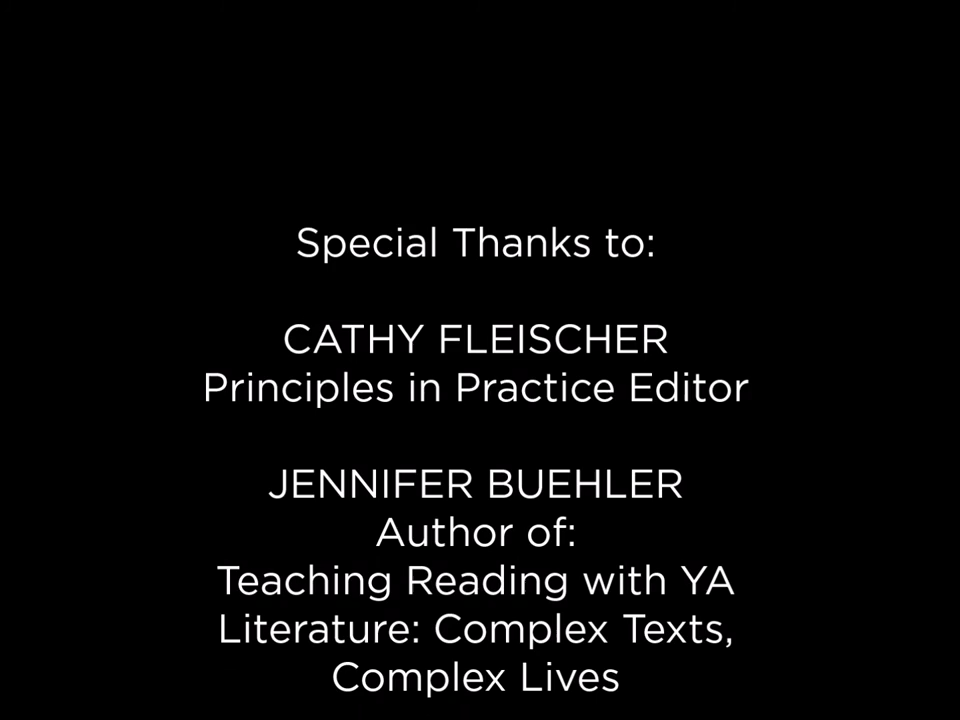 Special Thanks to:
CATHY FLEISCHER
Principles in Practice Editor
JENNIFER BUEHLER
Author of:
Teaching Reading with YA
Literature: Complex Texts,
Complex Lives